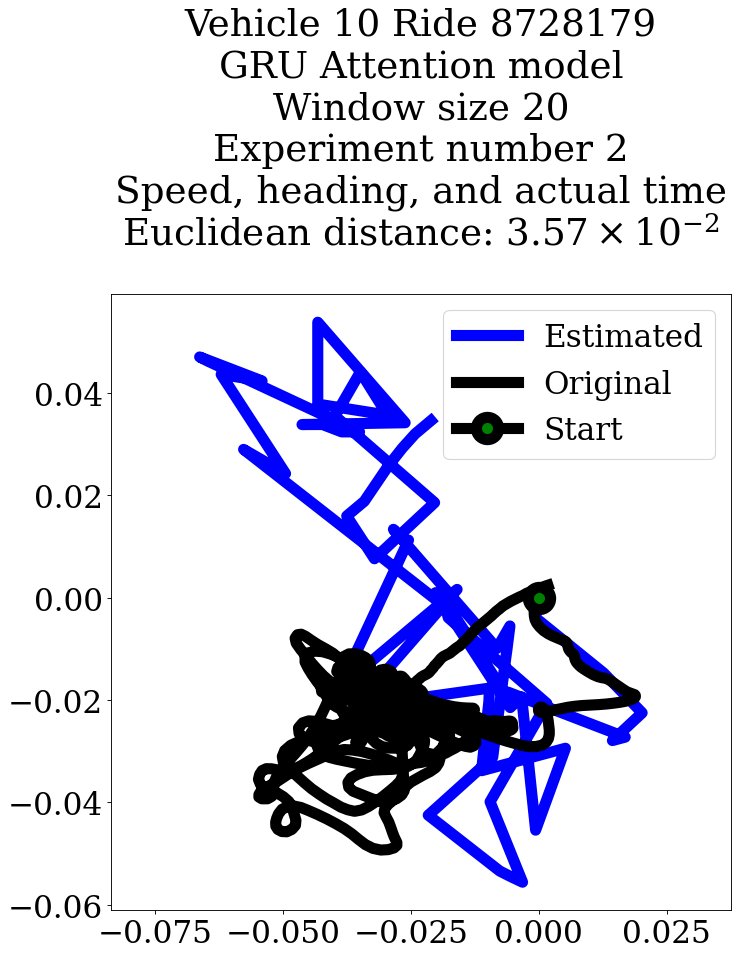 Vehicle 10 Ride 8728179
GRU Attention model
Window size 20
Experiment number 2
Speed, heading, and actual time
Euclidean distance: 3.57 × 10⁻²
Estimated
Original
Start
0.04
0.02
0.00
−0.02
−0.04
−0.06
−0.075 −0.050 −0.025 0.000 0.025